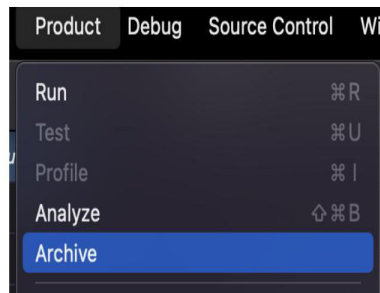 Product Debug Source Control Wi
Run ⌘R
Test ⌘U
Profile ⌘I
Analyze ⇧⌘B
Archive